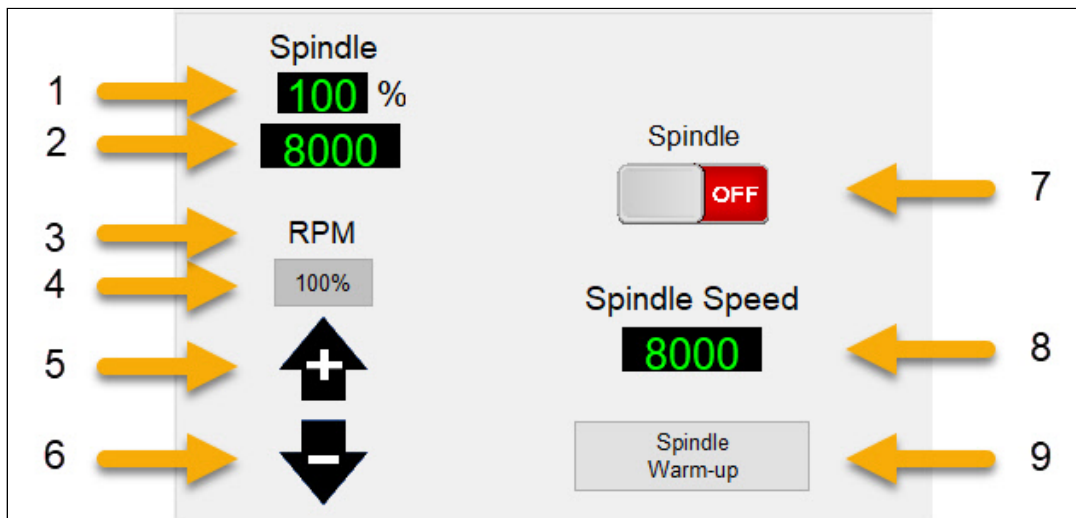 Spindle
1
100 %
2
8000
3
RPM
4
100%
5
+
6
-
Spindle
OFF
7
Spindle Speed
8000
8
Spindle
Warm-up
9